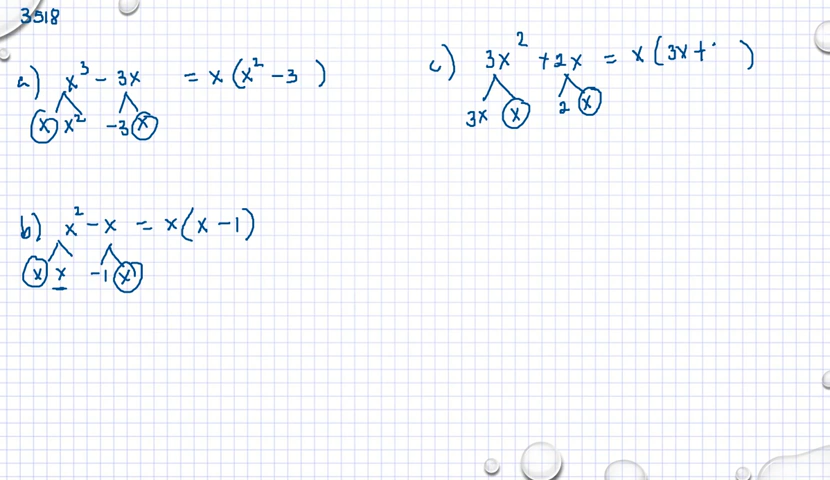 3518
a) x³ - 3x = x(x² - 3 )
x x² -3 x
b) x² - x = x(x - 1)
x x -1 x
c) 3x² + 2x = x(3x + )
3x x 2 x